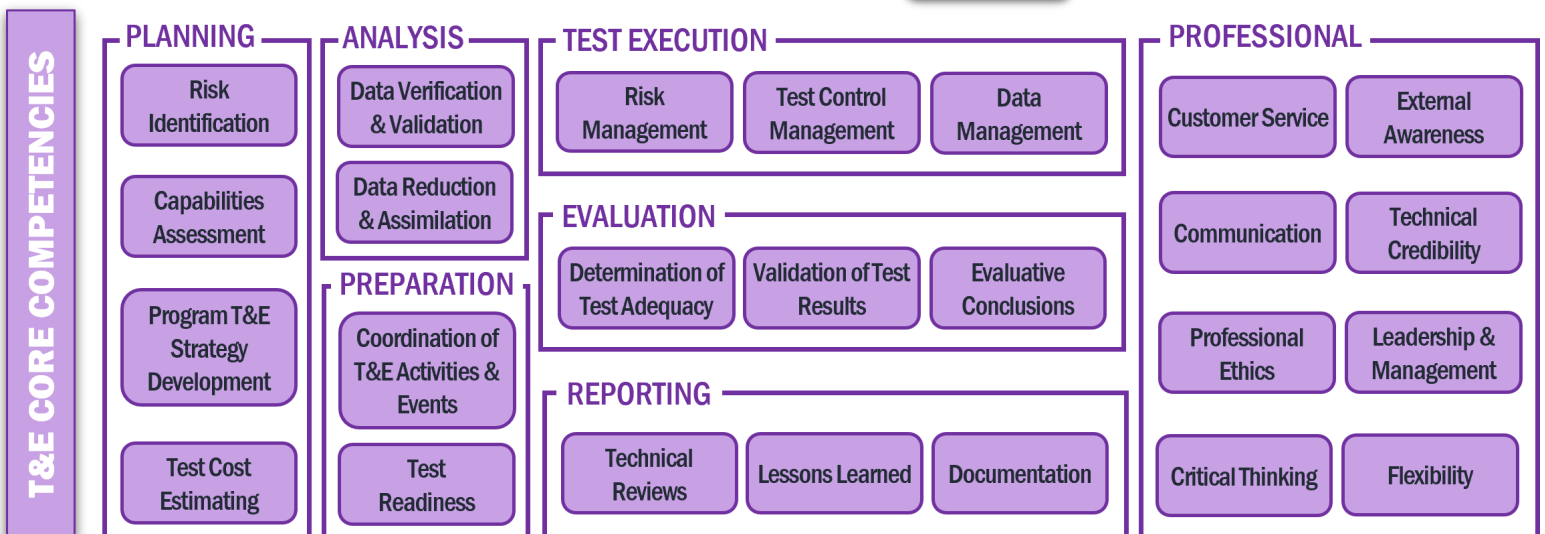 T&E CORE COMPETENCIES
PLANNING
Risk
Identification
Capabilities
Assessment
Program T&E
Strategy
Development
Test Cost
Estimating
ANALYSIS
Data Verification
& Validation
Data Reduction
& Assimilation
PREPARATION
Coordination of
T&E Activities &
Events
Test
Readiness
TEST EXECUTION
Risk
Management
Test Control
Management
Data
Management
EVALUATION
Determination of
Test Adequacy
Validation of Test
Results
Evaluative
Conclusions
REPORTING
Technical
Reviews
Lessons Learned
Documentation
PROFESSIONAL
Customer Service
External
Awareness
Communication
Technical
Credibility
Professional
Ethics
Leadership &
Management
Critical Thinking
Flexibility